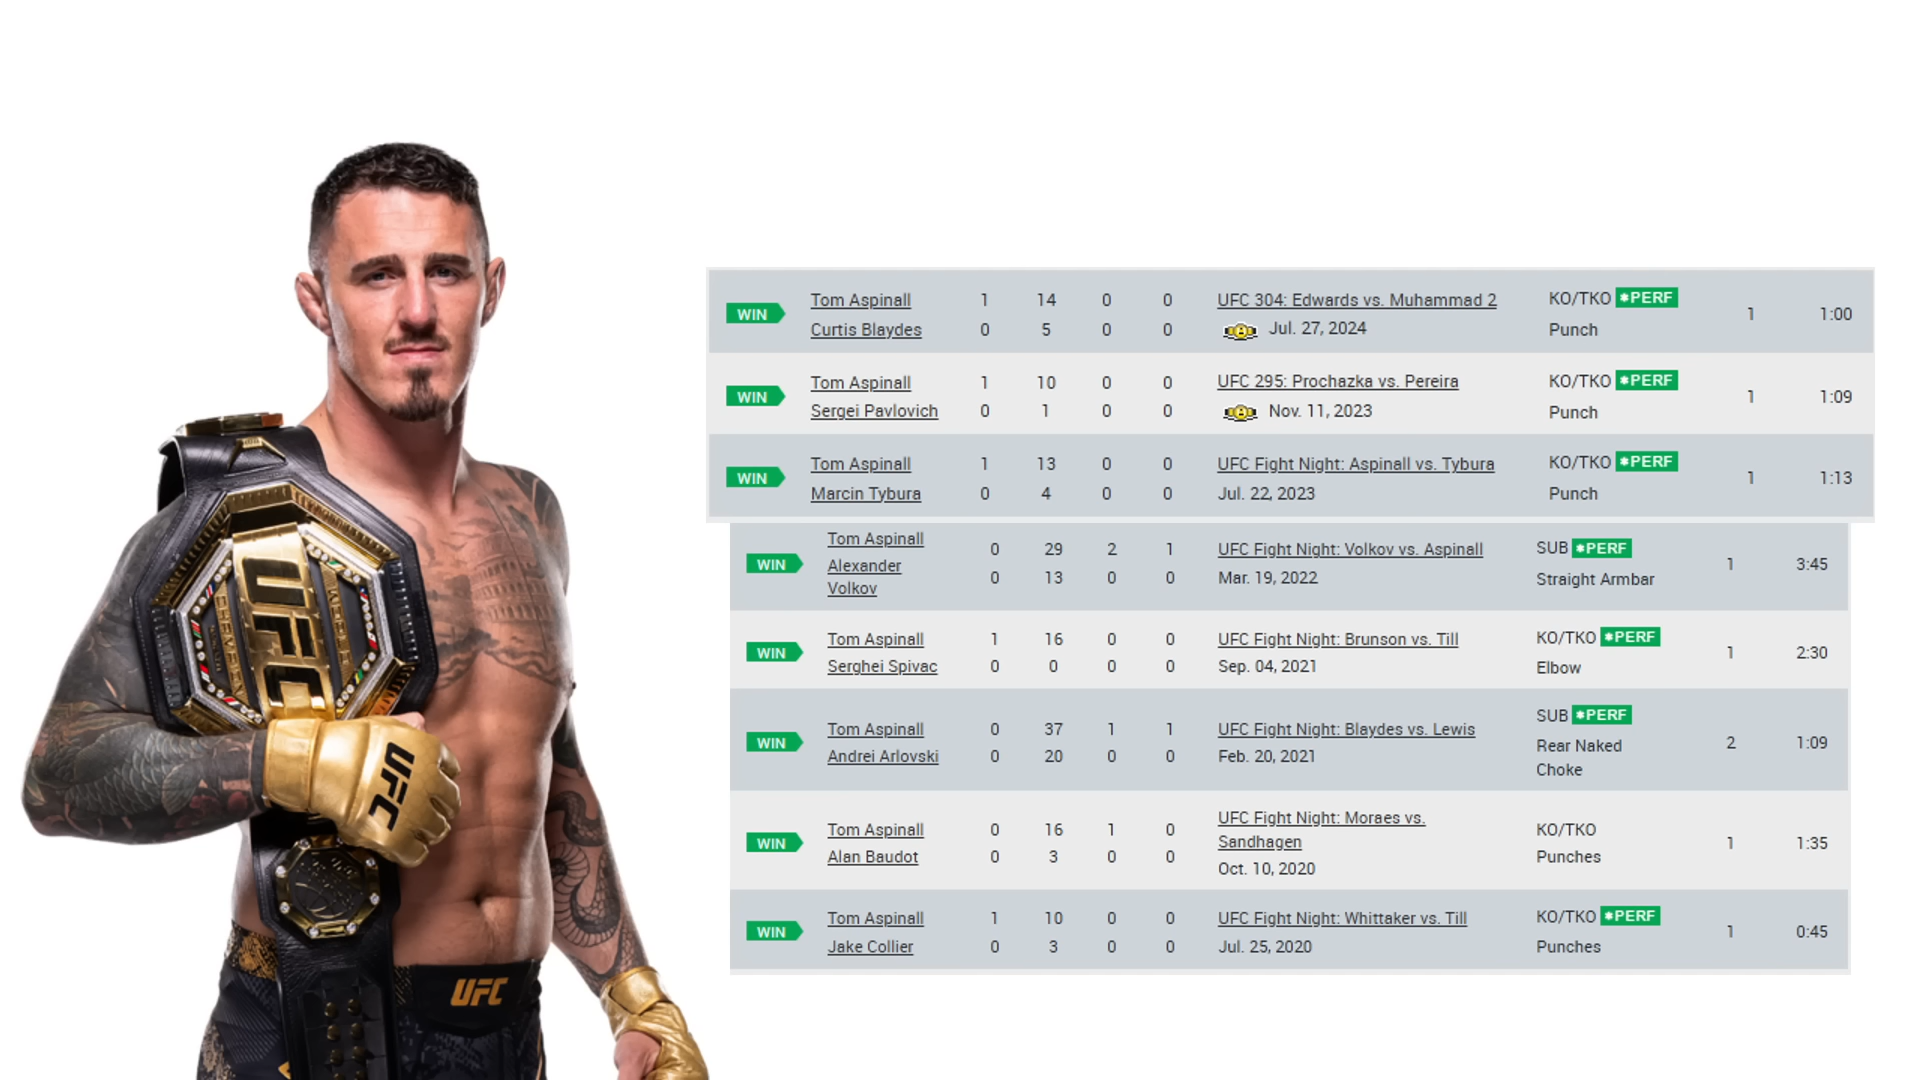 WIN
Tom Aspinall 1 14 0 0 UFC 304: Edwards vs. Muhammad 2 KO/TKO *PERF 1 1:00
Curtis Blaydes 0 5 0 0 Jul. 27, 2024 Punch
WIN
Tom Aspinall 1 10 0 0 UFC 295: Prochazka vs. Pereira KO/TKO *PERF 1 1:09
Sergei Pavlovich 0 1 0 0 Nov. 11, 2023 Punch
WIN
Tom Aspinall 1 13 0 0 UFC Fight Night: Aspinall vs. Tybura KO/TKO *PERF 1 1:13
Marcin Tybura 0 4 0 0 Jul. 22, 2023 Punch
WIN
Tom Aspinall 0 29 2 1 UFC Fight Night: Volkov vs. Aspinall SUB *PERF 1 3:45
Alexander 0 13 0 0 Mar. 19, 2022 Straight Armbar
Volkov
WIN
Tom Aspinall 1 16 0 0 UFC Fight Night: Brunson vs. Till KO/TKO *PERF 1 2:30
Serghei Spivac 0 0 0 0 Sep. 04, 2021 Elbow
WIN
Tom Aspinall 0 37 1 1 UFC Fight Night: Blaydes vs. Lewis SUB *PERF 2 1:09
Andrei Arlovski 0 20 0 0 Feb. 20, 2021 Rear Naked
Choke
WIN
Tom Aspinall 0 16 1 0 UFC Fight Night: Moraes vs. KO/TKO 1 1:35
Alan Baudot 0 3 0 0 Sandhagen Punches
Oct. 10, 2020
WIN
Tom Aspinall 1 10 0 0 UFC Fight Night: Whittaker vs. Till KO/TKO *PERF 1 0:45
Jake Collier 0 3 0 0 Jul. 25, 2020 Punches
UFC
WORLD
CHAMPION
UFC
UFC